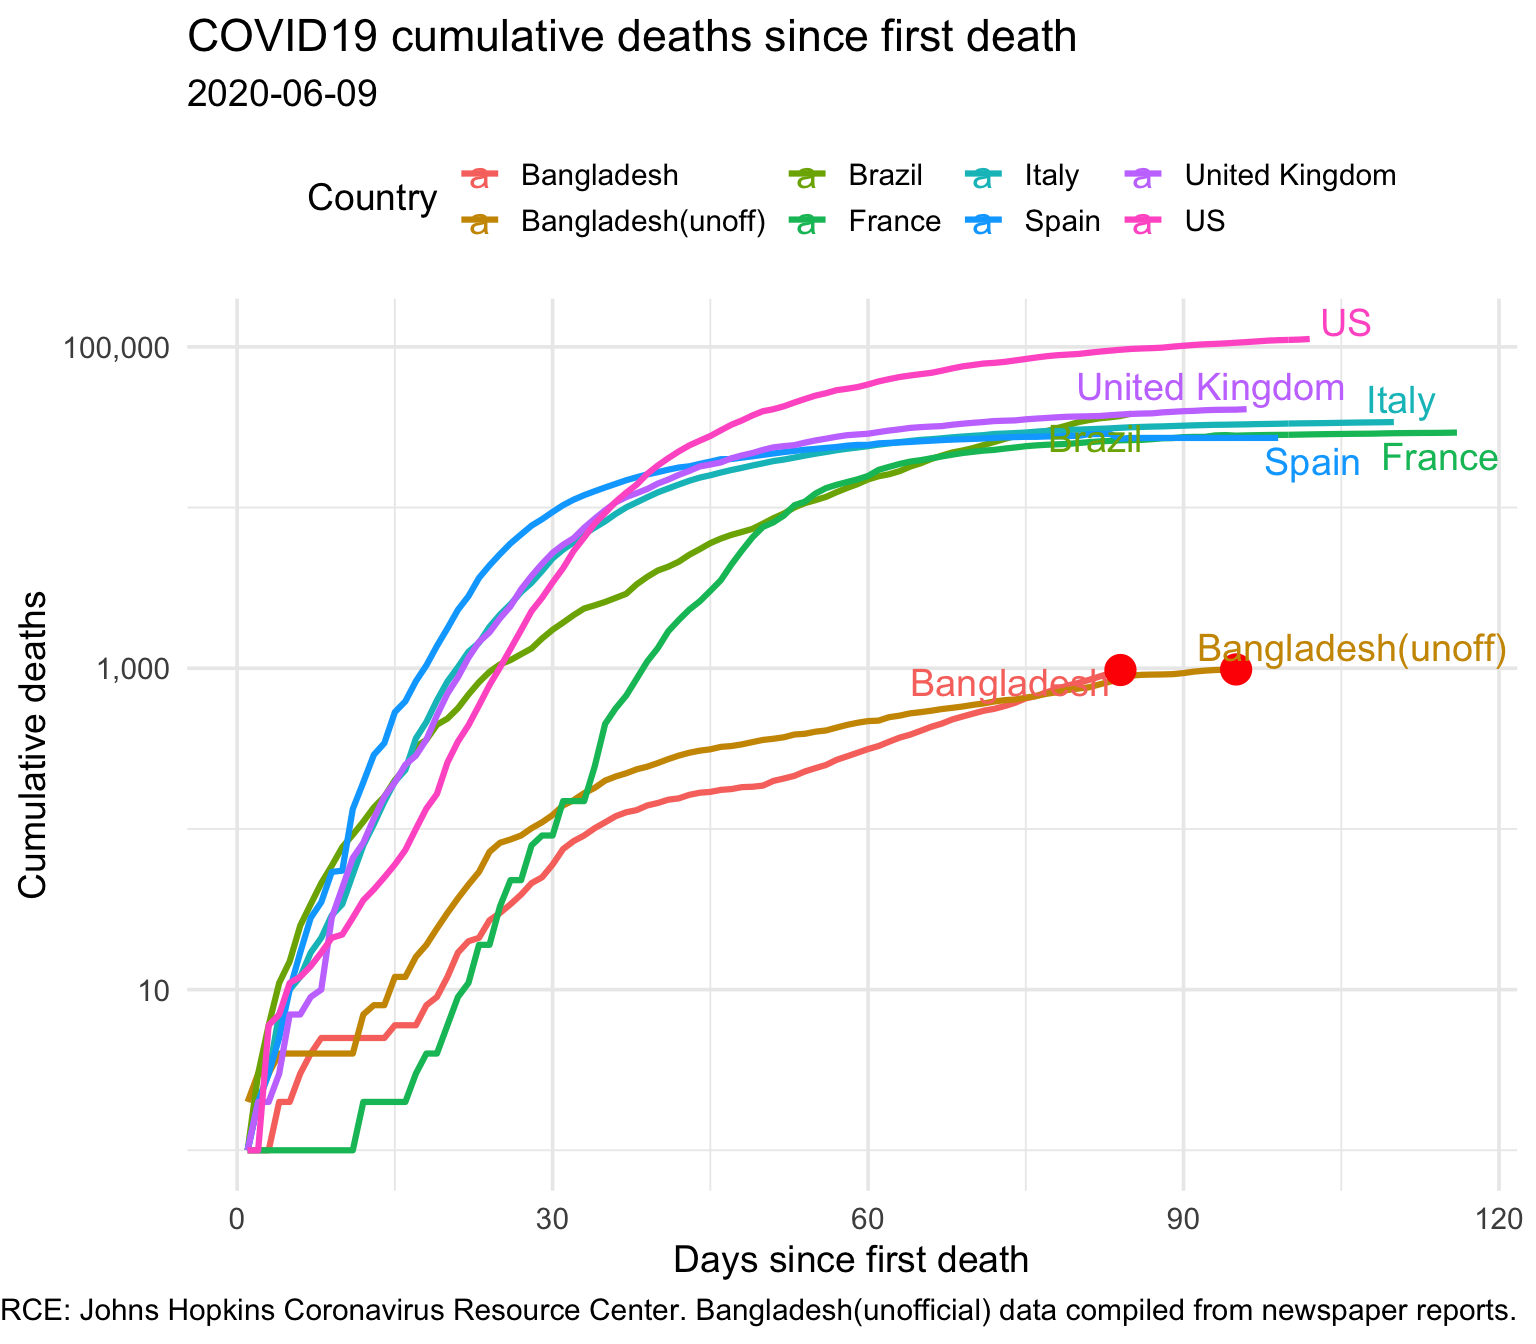 COVID19 cumulative deaths since first death
2020-06-09
Country
a Bangladesh a Brazil a Italy a United Kingdom
a Bangladesh(unoff) a France a Spain a US
100,000
1,000
10
Cumulative deaths
US
United Kingdom
Italy
Brazil
Spain
France
Bangladesh(unoff)
Bangladesh
0 30 60 90 120
Days since first death
RCE: Johns Hopkins Coronavirus Resource Center. Bangladesh(unofficial) data compiled from newspaper reports.